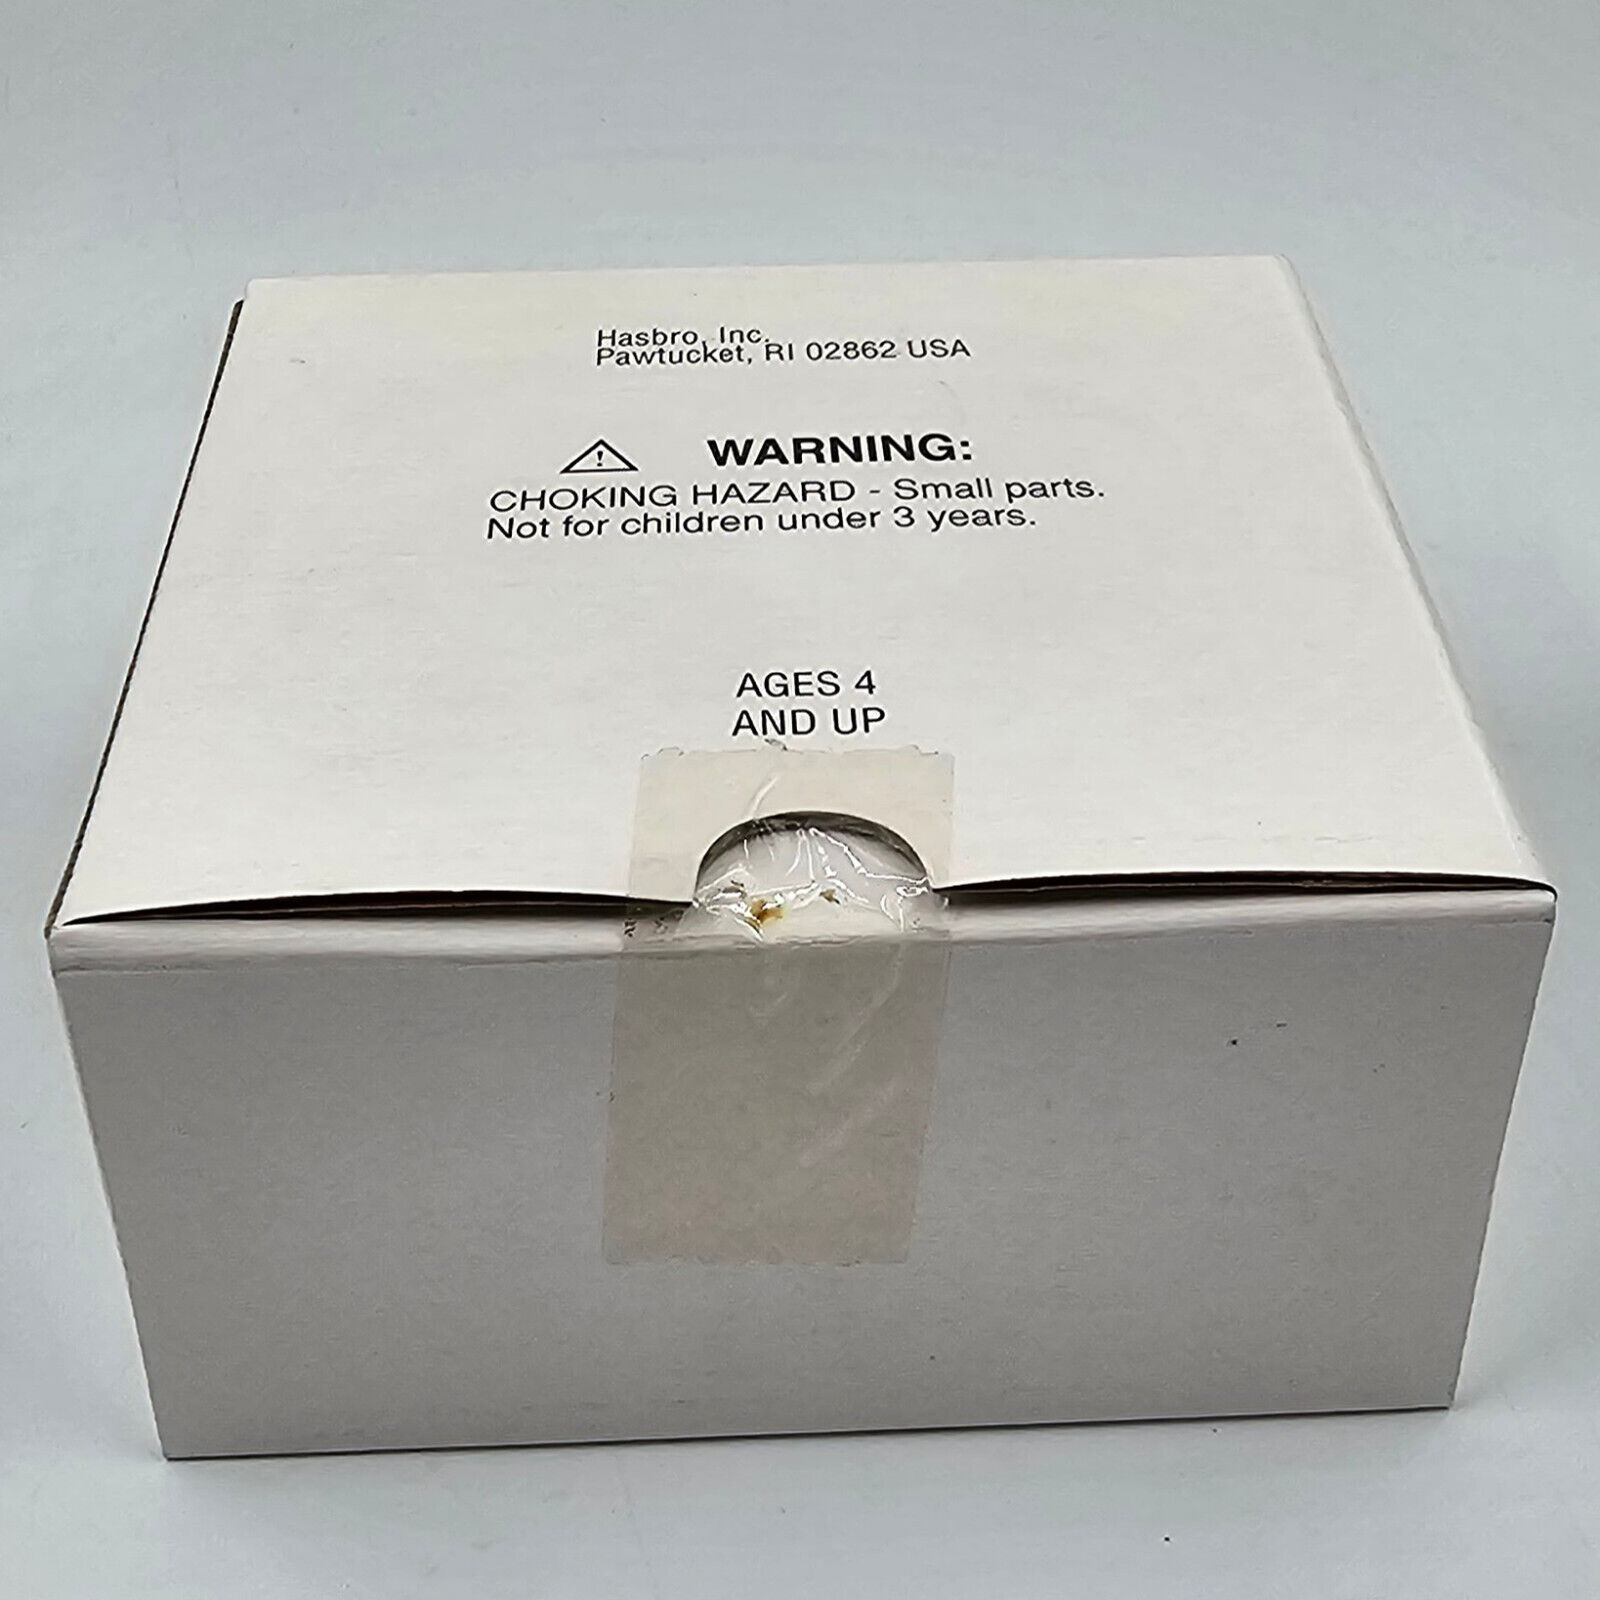 Hasbro, Inc.
Pawtucket, RI 02862 USA
WARNING:
CHOKING HAZARD - Small parts.
Not for children under 3 years.
AGES 4
AND UP